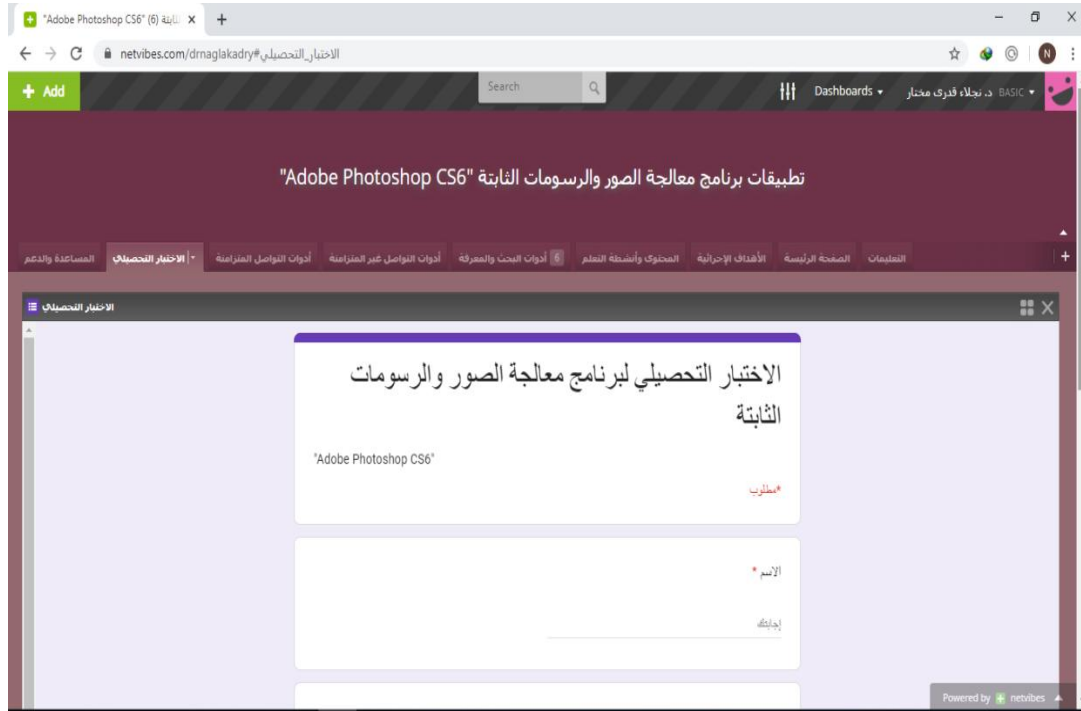 "Adobe Photoshop CS6" (6) الثابتة
netvibes.com/drnaglakadry#الاختبار_التحصيلي
N
Add
Search
Dashboards
د. نجلاء قدرى مختار BASIC
تطبيقات برنامج معالجة الصور والرسومات الثابتة "Adobe Photoshop CS6"
التعليمات
الصفحة الرئيسة
الأهداف الإجرائية
المحتوى وأنشطة التعلم
أدوات البحث والمعرفة 6
أدوات التواصل غير المتزامنة
أدوات التواصل المتزامنة
الاختبار التحصيلي
المساعدة والدعم
الاختبار التحصيلي
الاختبار التحصيلي لبرنامج معالجة الصور والرسومات
الثابتة
"Adobe Photoshop CS6"
*مطلوب
الاسم *
إجابتك
Powered by netvibes